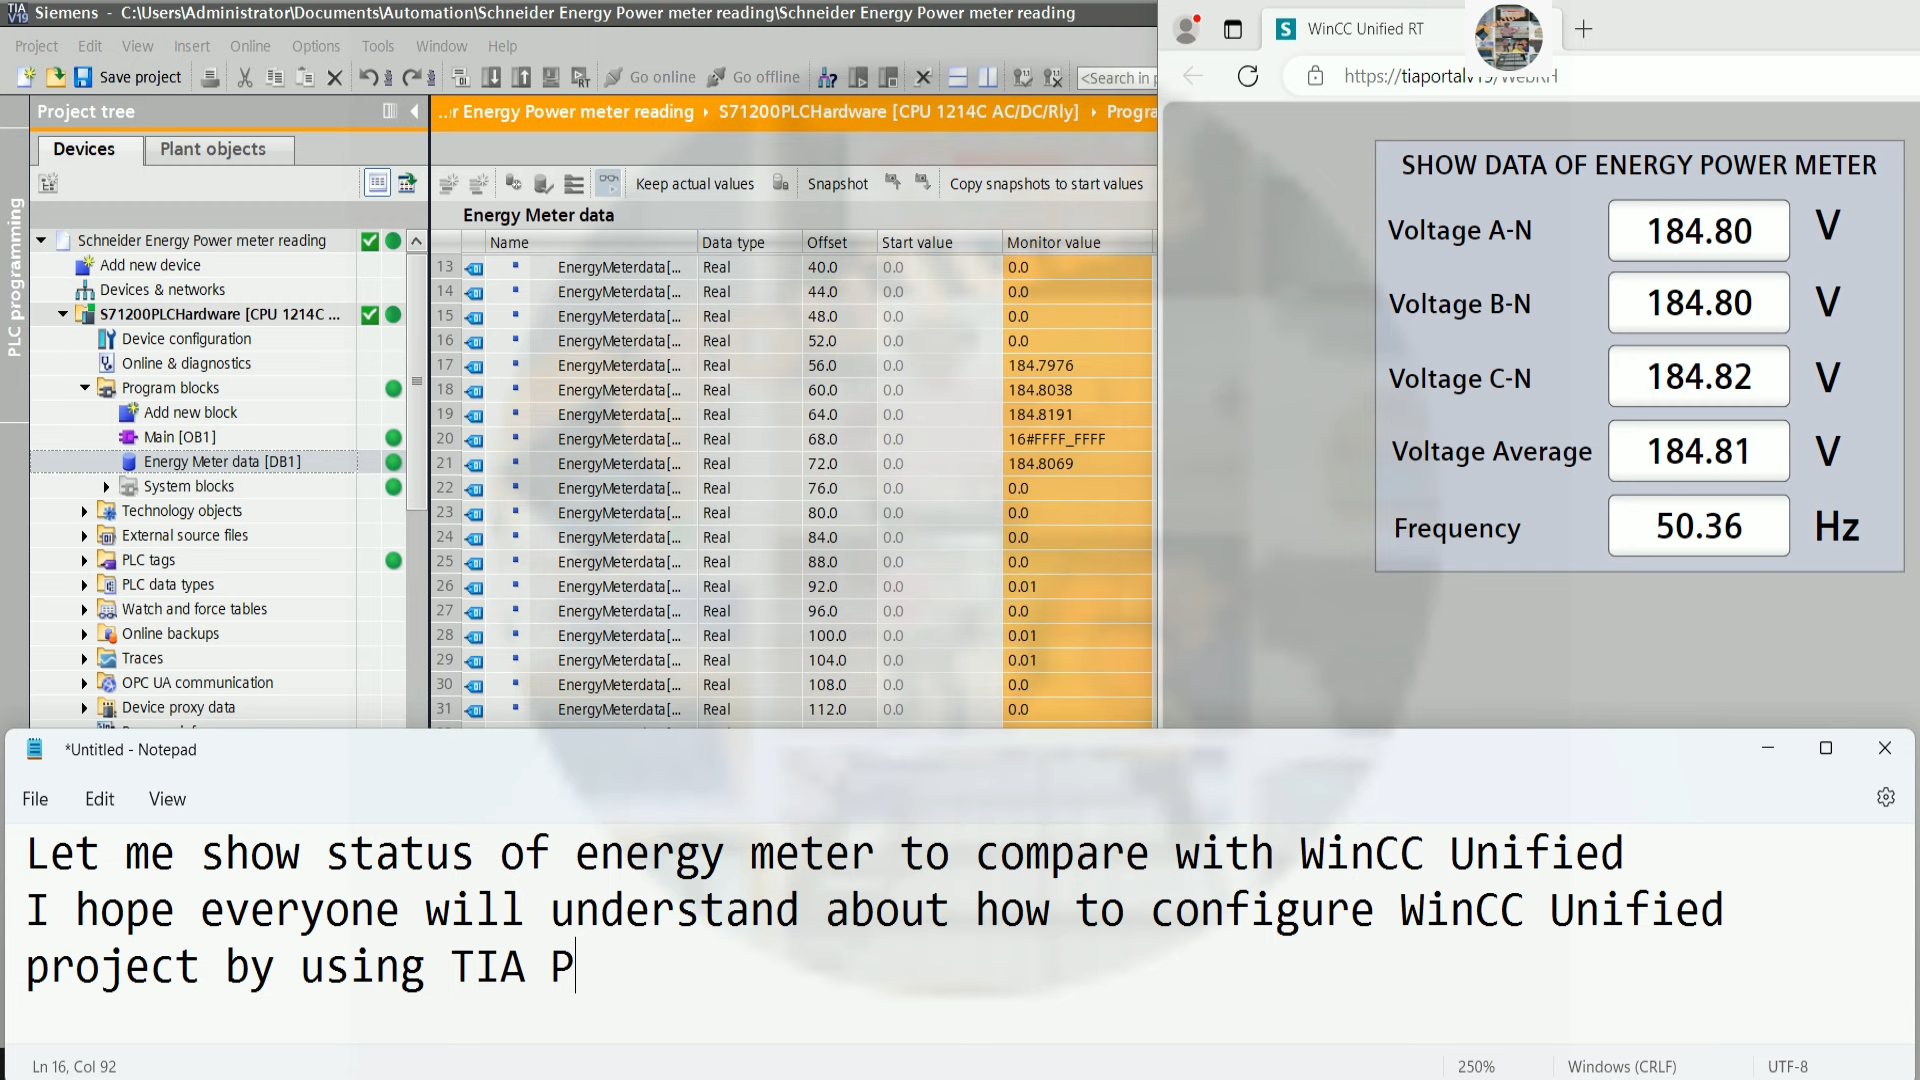 TIA V19 Siemens - C:\Users\Administrator\Documents\Automation\Schneider Energy Power meter reading\Schneider Energy Power meter reading
Project Edit View Insert Online Options Tools Window Help
Save project Go online Go offline <Search in p
Project tree
..er Energy Power meter reading S71200PLCHardware [CPU 1214C AC/DC/Rly] Progra
Devices Plant objects
Keep actual values Snapshot Copy snapshots to start values
PLC programming
Energy Meter data
Name Data type Offset Start value Monitor value
Schneider Energy Power meter reading
Add new device
Devices & networks
S71200PLCHardware [CPU 1214C ...
Device configuration
Online & diagnostics
Program blocks
Add new block
Main [OB1]
Energy Meter data [DB1]
System blocks
Technology objects
External source files
PLC tags
PLC data types
Watch and force tables
Online backups
Traces
OPC UA communication
Device proxy data
13 EnergyMeterdata[... Real 40.0 0.0 0.0
14 EnergyMeterdata[... Real 44.0 0.0 0.0
15 EnergyMeterdata[... Real 48.0 0.0 0.0
16 EnergyMeterdata[... Real 52.0 0.0 0.0
17 EnergyMeterdata[... Real 56.0 0.0 184.7976
18 EnergyMeterdata[... Real 60.0 0.0 184.8038
19 EnergyMeterdata[... Real 64.0 0.0 184.8191
20 EnergyMeterdata[... Real 68.0 0.0 16#FFFF_FFFF
21 EnergyMeterdata[... Real 72.0 0.0 184.8069
22 EnergyMeterdata[... Real 76.0 0.0 0.0
23 EnergyMeterdata[... Real 80.0 0.0 0.0
24 EnergyMeterdata[... Real 84.0 0.0 0.0
25 EnergyMeterdata[... Real 88.0 0.0 0.0
26 EnergyMeterdata[... Real 92.0 0.0 0.01
27 EnergyMeterdata[... Real 96.0 0.0 0.0
28 EnergyMeterdata[... Real 100.0 0.0 0.01
29 EnergyMeterdata[... Real 104.0 0.0 0.01
30 EnergyMeterdata[... Real 108.0 0.0 0.0
31 EnergyMeterdata[... Real 112.0 0.0 0.0
S WinCC Unified RT
https://tiaportalv19/WebRH
SHOW DATA OF ENERGY POWER METER
Voltage A-N 184.80 V
Voltage B-N 184.80 V
Voltage C-N 184.82 V
Voltage Average 184.81 V
Frequency 50.36 Hz
*Untitled - Notepad
File Edit View
Let me show status of energy meter to compare with WinCC Unified
I hope everyone will understand about how to configure WinCC Unified
project by using TIA P
Ln 16, Col 92 250% Windows (CRLF) UTF-8